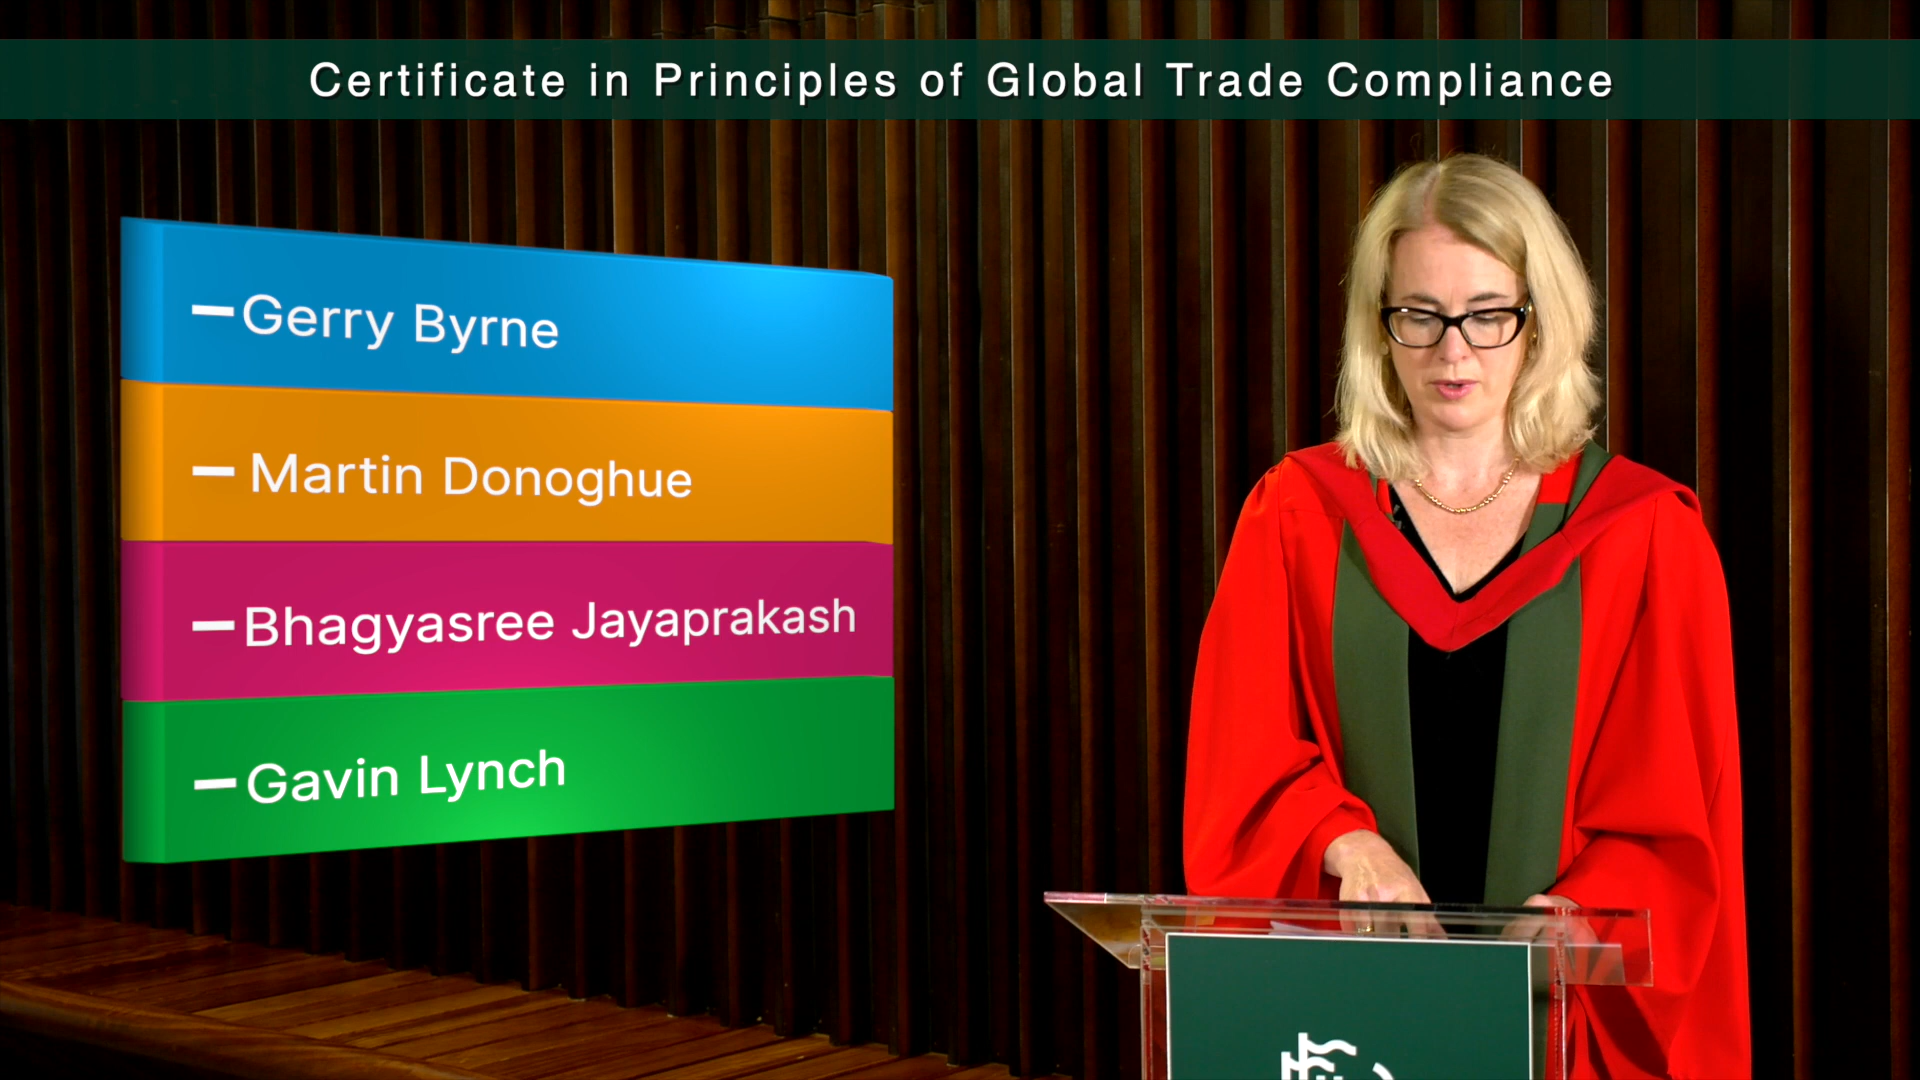 Certificate in Principles of Global Trade Compliance
– Gerry Byrne
– Martin Donoghue
– Bhagyasree Jayaprakash
– Gavin Lynch